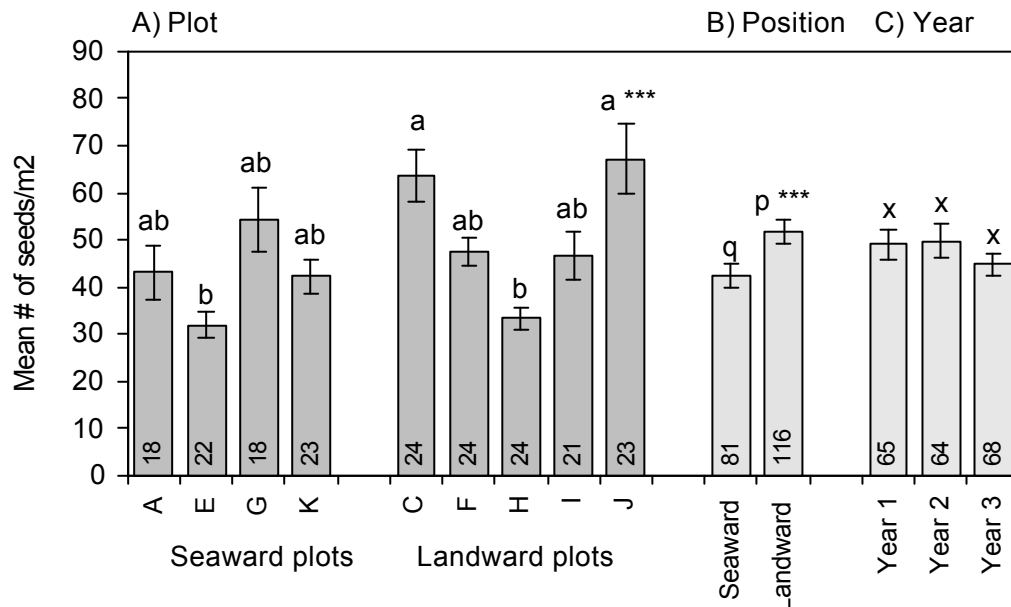 A) Plot B) Position C) Year
Mean # of seeds/m2
90
80
70
60
50
40
30
20
10
0
ab b ab ab a ab b ab a *** q p *** x x x
18 22 18 23 24 24 24 21 23 81 116 65 64 68
A E G K C F H I J Seaward Landward Year 1 Year 2 Year 3
Seaward plots Landward plots